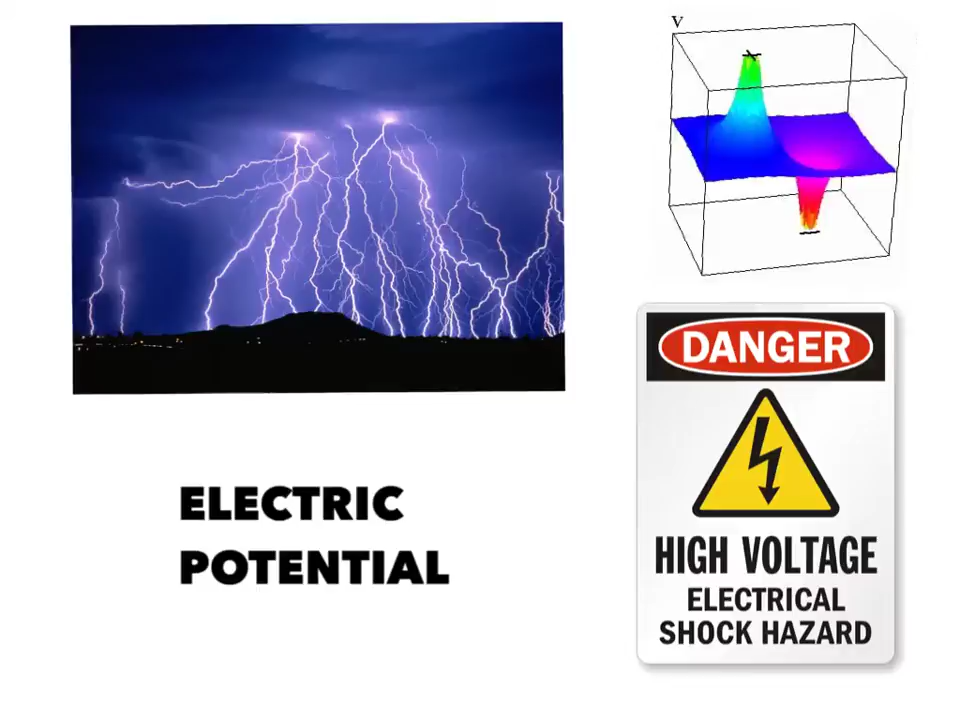 V
ELECTRIC
POTENTIAL
DANGER
HIGH VOLTAGE
ELECTRICAL
SHOCK HAZARD